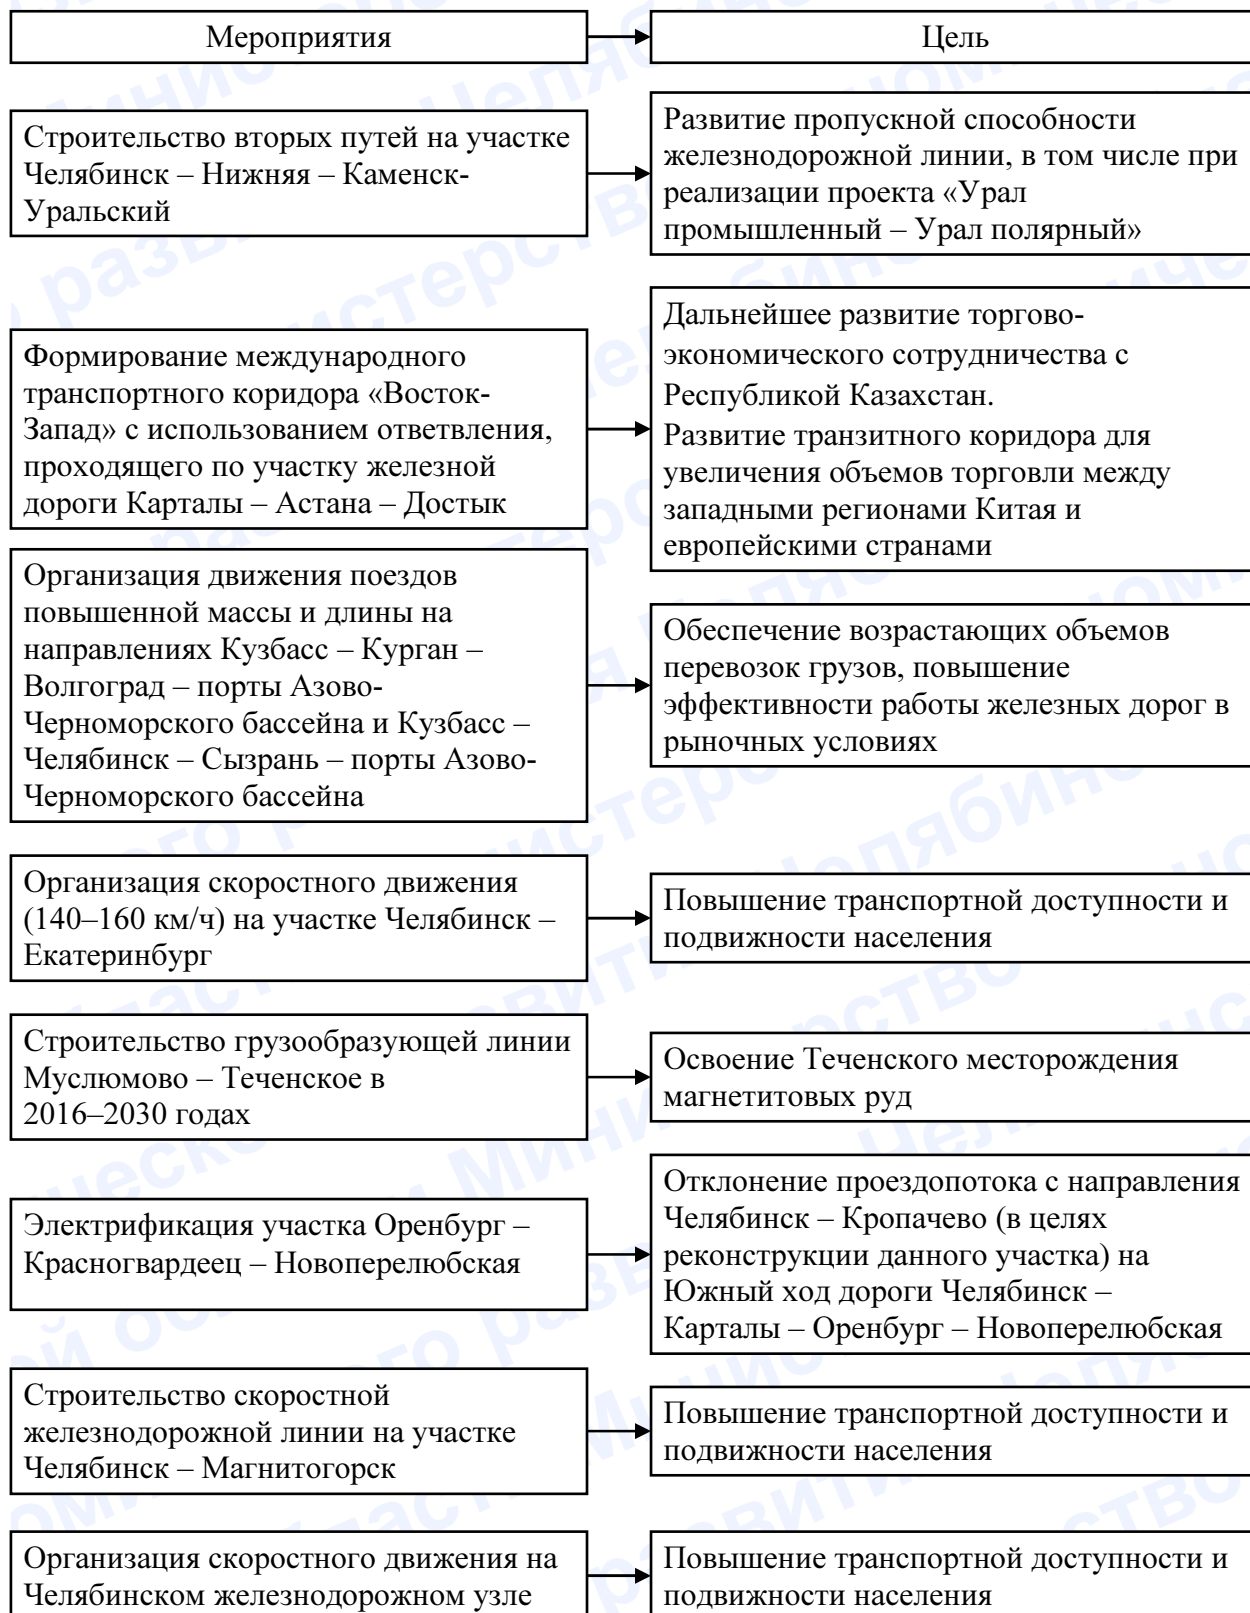 Мероприятия
Цель
Строительство вторых путей на участке
Челябинск – Нижняя – Каменск-
Уральский
Развитие пропускной способности
железнодорожной линии, в том числе при
реализации проекта «Урал
промышленный – Урал полярный»
Формирование международного
транспортного коридора «Восток-
Запад» с использованием ответвления,
проходящего по участку железной
дороги Карталы – Астана – Достык
Дальнейшее развитие торгово-
экономического сотрудничества с
Республикой Казахстан.
Развитие транзитного коридора для
увеличения объемов торговли между
западными регионами Китая и
европейскими странами
Организация движения поездов
повышенной массы и длины на
направлениях Кузбасс – Курган –
Волгоград – порты Азово-
Черноморского бассейна и Кузбасс –
Челябинск – Сызрань – порты Азово-
Черноморского бассейна
Обеспечение возрастающих объемов
перевозок грузов, повышение
эффективности работы железных дорог в
рыночных условиях
Организация скоростного движения
(140–160 км/ч) на участке Челябинск –
Екатеринбург
Повышение транспортной доступности и
подвижности населения
Строительство грузообразующей линии
Муслюмово – Теченское в
2016–2030 годах
Освоение Теченского месторождения
магнетитовых руд
Электрификация участка Оренбург –
Красногвардеец – Новоперелюбская
Отклонение проездопотока с направления
Челябинск – Кропачево (в целях
реконструкции данного участка) на
Южный ход дороги Челябинск –
Карталы – Оренбург – Новоперелюбская
Строительство скоростной
железнодорожной линии на участке
Челябинск – Магнитогорск
Повышение транспортной доступности и
подвижности населения
Организация скоростного движения на
Челябинском железнодорожном узле
Повышение транспортной доступности и
подвижности населения